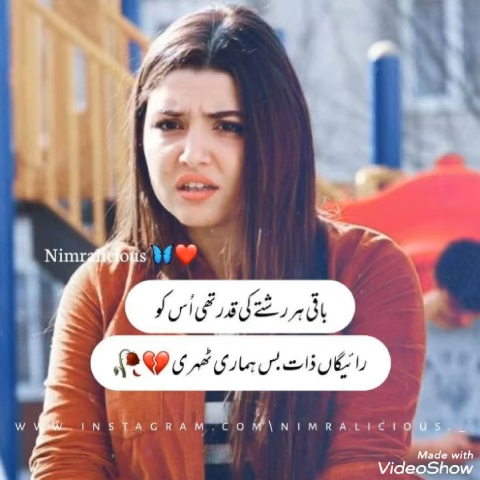 Nimralicious 🦋❤️
باقی ہر رشتے کی قدر تھی اُس کو
رائیگاں ذات بس ہماری ٹھہری 💔🥀
WWW.INSTAGRAM.COM\NIMRALICIOUS._
Made with
VideoShow